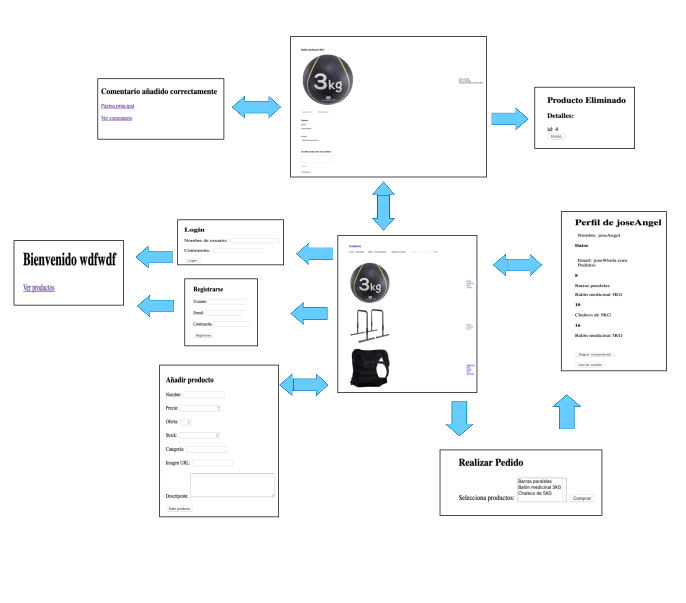 Balón medicinal 3KG
3kg
Comentario añadido correctamente
Página principal
Ver comentario
Producto Eliminado
Detalles:
id: 4
Inicio
Bienvenido wdfwdf
Ver productos
Login
Nombre de usuario:
Contraseña:
Login
Registrarse
Usuario:
Email:
Contraseña:
Registrarse
Productos
3kg
Perfil de joseAngel
Nombre: joseAngel
Datos
Email: jose@hola.com
Pedidos:
8
Barras paralelas
Balón medicinal 3KG
10
Chaleco de 5KG
16
Balón medicinal 3KG
Seguir comprando
Cerrar sesión
Añadir producto
Nombre:
Precio:
Oferta:
Stock:
Categoría:
Imagen URL:
Descripción:
Subir producto
Realizar Pedido
Selecciona productos:
Barras paralelas
Balón medicinal 3KG
Chaleco de 5KG
Comprar